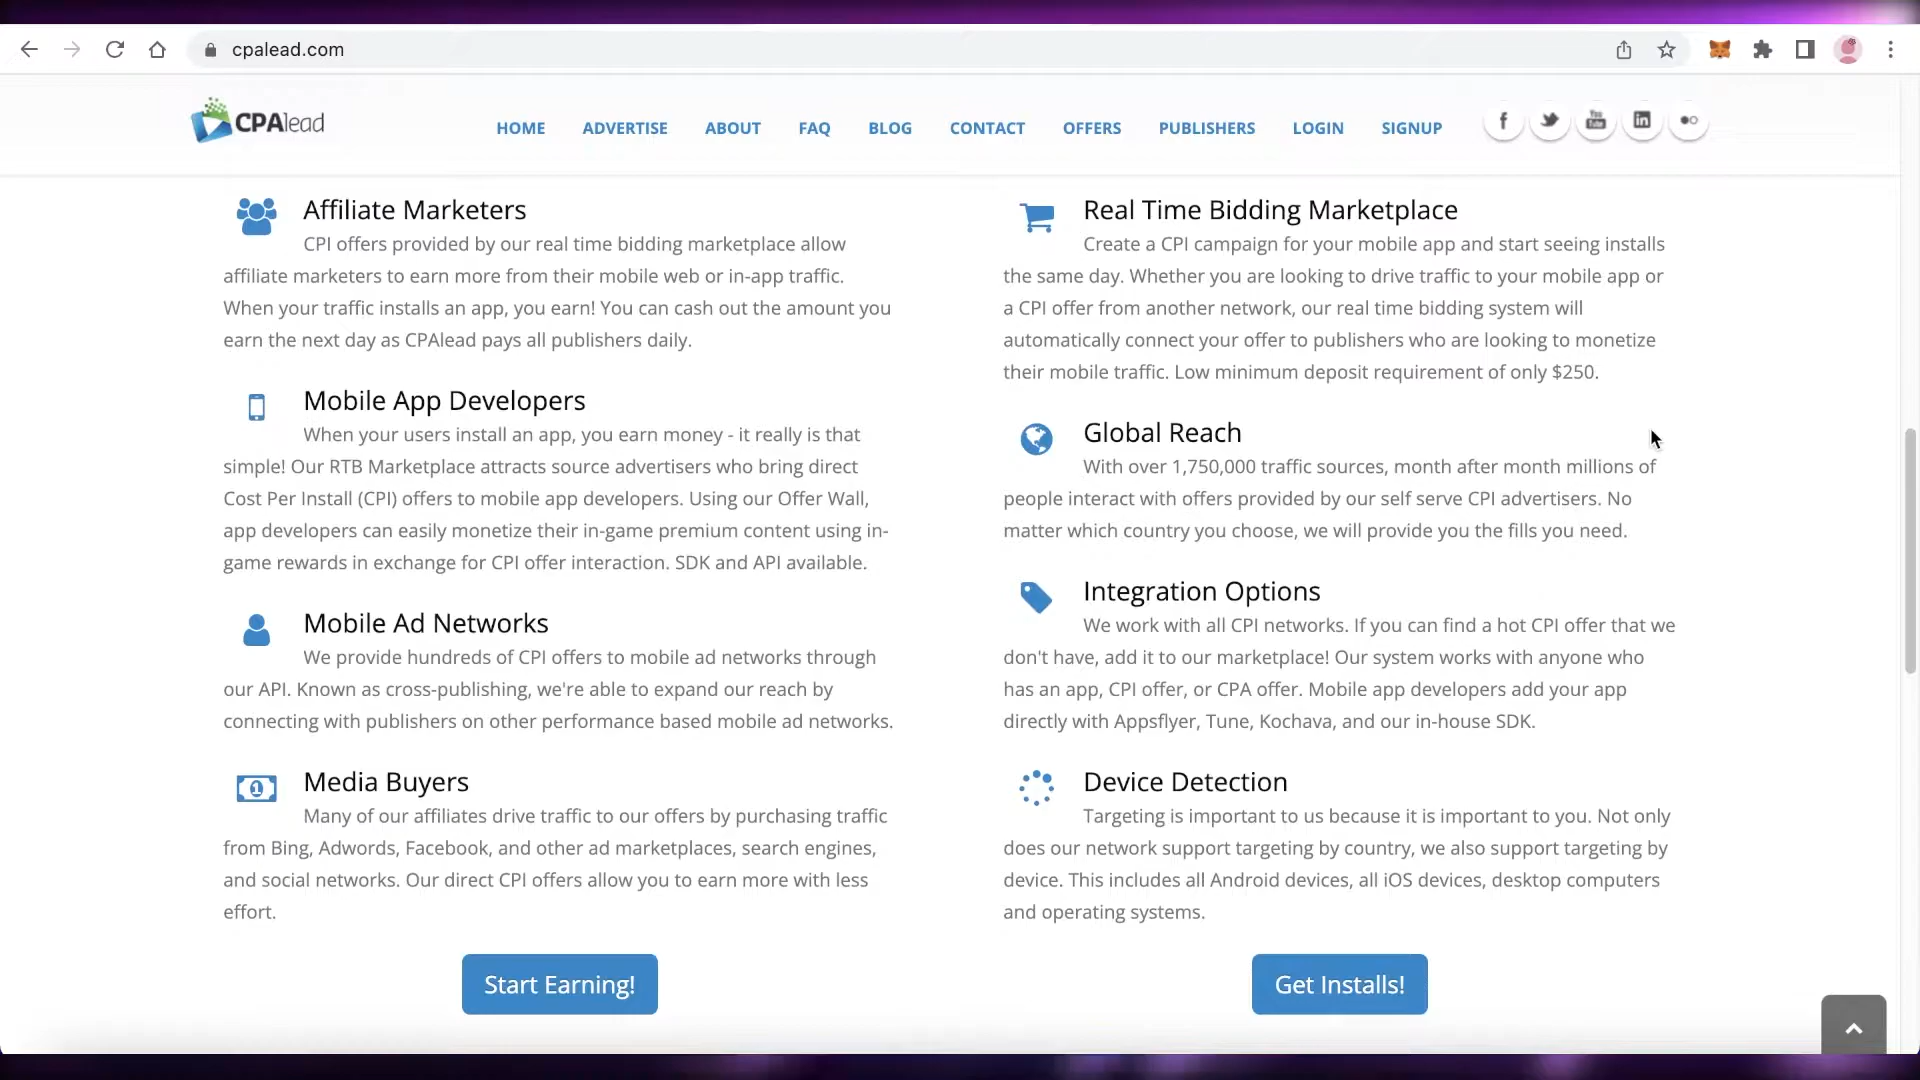 cpalead.com
CPAlead
HOME
ADVERTISE
ABOUT
FAQ
BLOG
CONTACT
OFFERS
PUBLISHERS
LOGIN
SIGNUP
f
You
Tube
in
Affiliate Marketers
CPI offers provided by our real time bidding marketplace allow
affiliate marketers to earn more from their mobile web or in-app traffic.
When your traffic installs an app, you earn! You can cash out the amount you
earn the next day as CPAlead pays all publishers daily.
Mobile App Developers
When your users install an app, you earn money - it really is that
simple! Our RTB Marketplace attracts source advertisers who bring direct
Cost Per Install (CPI) offers to mobile app developers. Using our Offer Wall,
app developers can easily monetize their in-game premium content using in-
game rewards in exchange for CPI offer interaction. SDK and API available.
Mobile Ad Networks
We provide hundreds of CPI offers to mobile ad networks through
our API. Known as cross-publishing, we're able to expand our reach by
connecting with publishers on other performance based mobile ad networks.
1
Media Buyers
Many of our affiliates drive traffic to our offers by purchasing traffic
from Bing, Adwords, Facebook, and other ad marketplaces, search engines,
and social networks. Our direct CPI offers allow you to earn more with less
effort.
Start Earning!
Real Time Bidding Marketplace
Create a CPI campaign for your mobile app and start seeing installs
the same day. Whether you are looking to drive traffic to your mobile app or
a CPI offer from another network, our real time bidding system will
automatically connect your offer to publishers who are looking to monetize
their mobile traffic. Low minimum deposit requirement of only $250.
Global Reach
With over 1,750,000 traffic sources, month after month millions of
people interact with offers provided by our self serve CPI advertisers. No
matter which country you choose, we will provide you the fills you need.
Integration Options
We work with all CPI networks. If you can find a hot CPI offer that we
don't have, add it to our marketplace! Our system works with anyone who
has an app, CPI offer, or CPA offer. Mobile app developers add your app
directly with Appsflyer, Tune, Kochava, and our in-house SDK.
Device Detection
Targeting is important to us because it is important to you. Not only
does our network support targeting by country, we also support targeting by
device. This includes all Android devices, all iOS devices, desktop computers
and operating systems.
Get Installs!